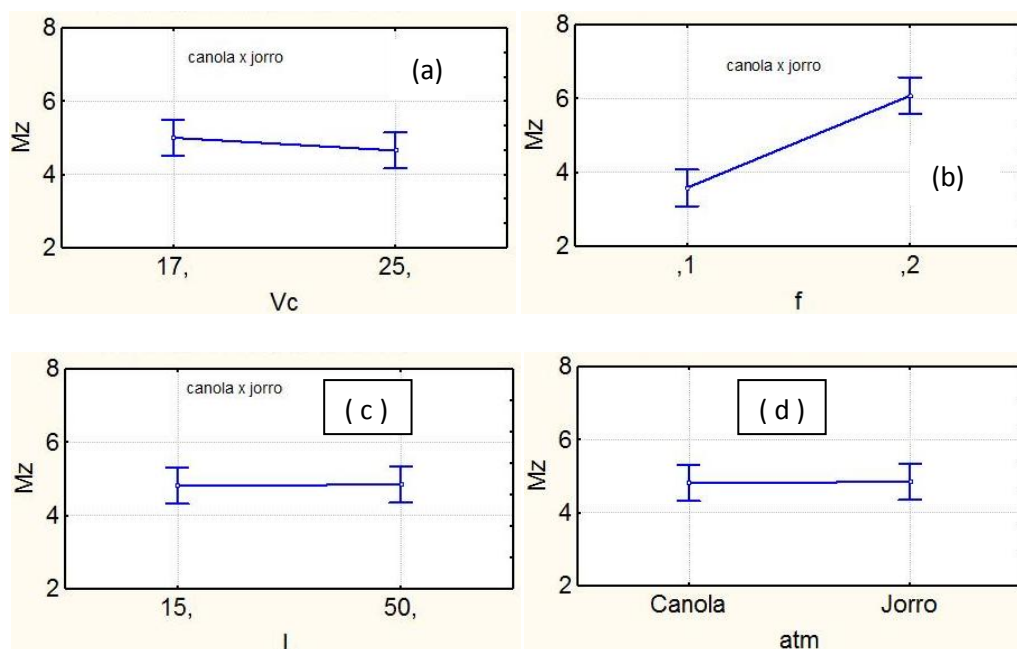 8
canola x jorro
(a)
6
Mz
4
2
17,
25,
Vc
8
canola x jorro
6
Mz
4
(b)
2
,1
,2
f
8
canola x jorro
( c )
6
Mz
4
2
15,
50,
8
( d )
6
Mz
4
2
Canola
Jorro
atm